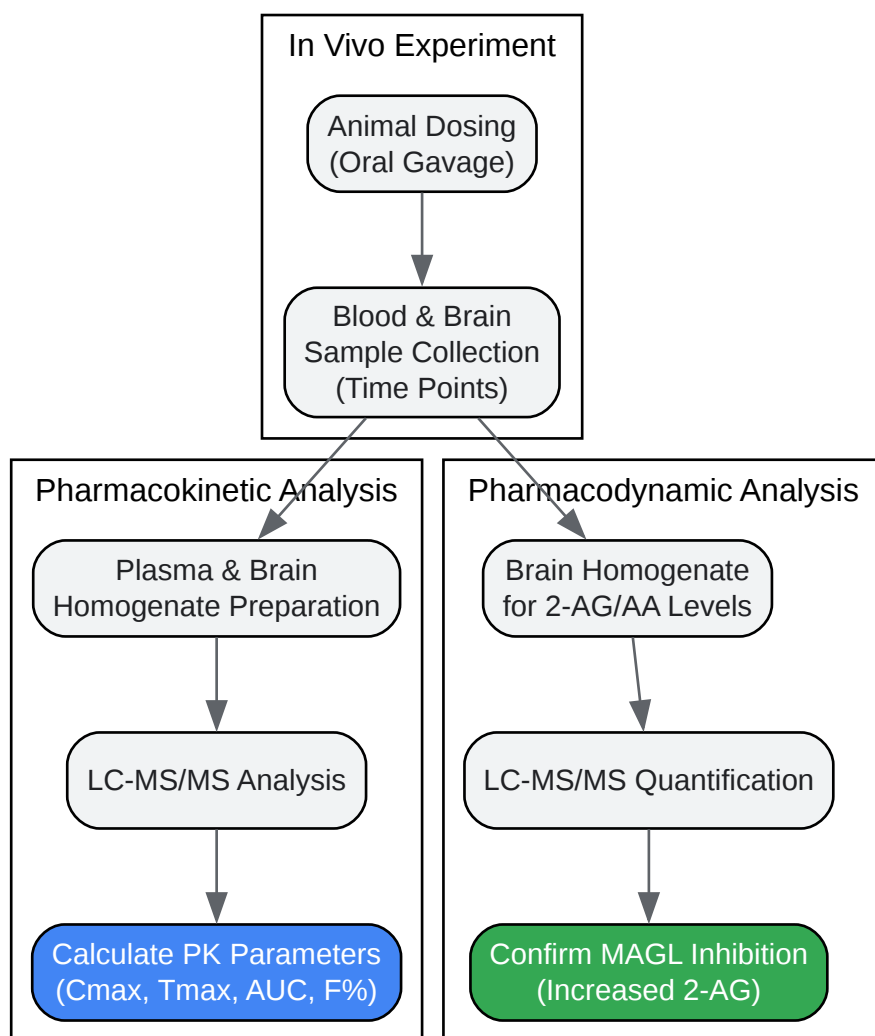 In Vivo Experiment
Animal Dosing
(Oral Gavage)
Blood & Brain
Sample Collection
(Time Points)
Pharmacokinetic Analysis
Plasma & Brain
Homogenate Preparation
LC-MS/MS Analysis
Calculate PK Parameters
(Cmax, Tmax, AUC, F%)
Pharmacodynamic Analysis
Brain Homogenate
for 2-AG/AA Levels
LC-MS/MS Quantification
Confirm MAGL Inhibition
(Increased 2-AG)